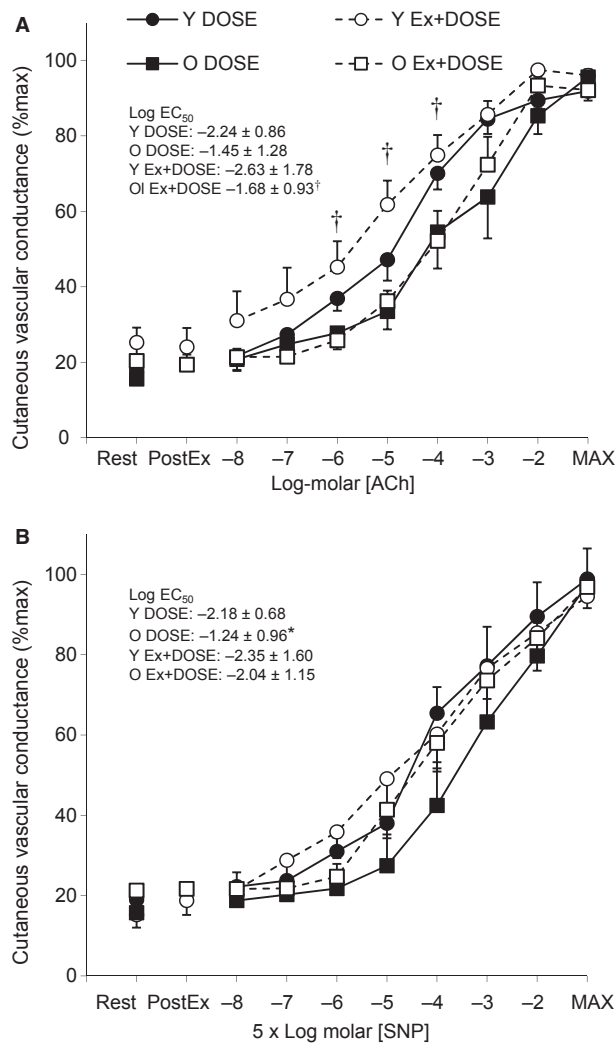 A
Y DOSE
Y Ex+DOSE
O DOSE
O Ex+DOSE
Log EC50
Y DOSE: –2.24 ± 0.86
O DOSE: –1.45 ± 1.28
Y Ex+DOSE: –2.63 ± 1.78
Ol Ex+DOSE –1.68 ± 0.93†
† † †
Cutaneous vascular conductance (%max)
100
80
60
40
20
0
Rest PostEx –8 –7 –6 –5 –4 –3 –2 MAX
Log-molar [ACh]
B
Log EC50
Y DOSE: –2.18 ± 0.68
O DOSE: –1.24 ± 0.96*
Y Ex+DOSE: –2.35 ± 1.60
O Ex+DOSE: –2.04 ± 1.15
Cutaneous vascular conductance (%max)
100
80
60
40
20
0
Rest PostEx –8 –7 –6 –5 –4 –3 –2 MAX
5 x Log molar [SNP]